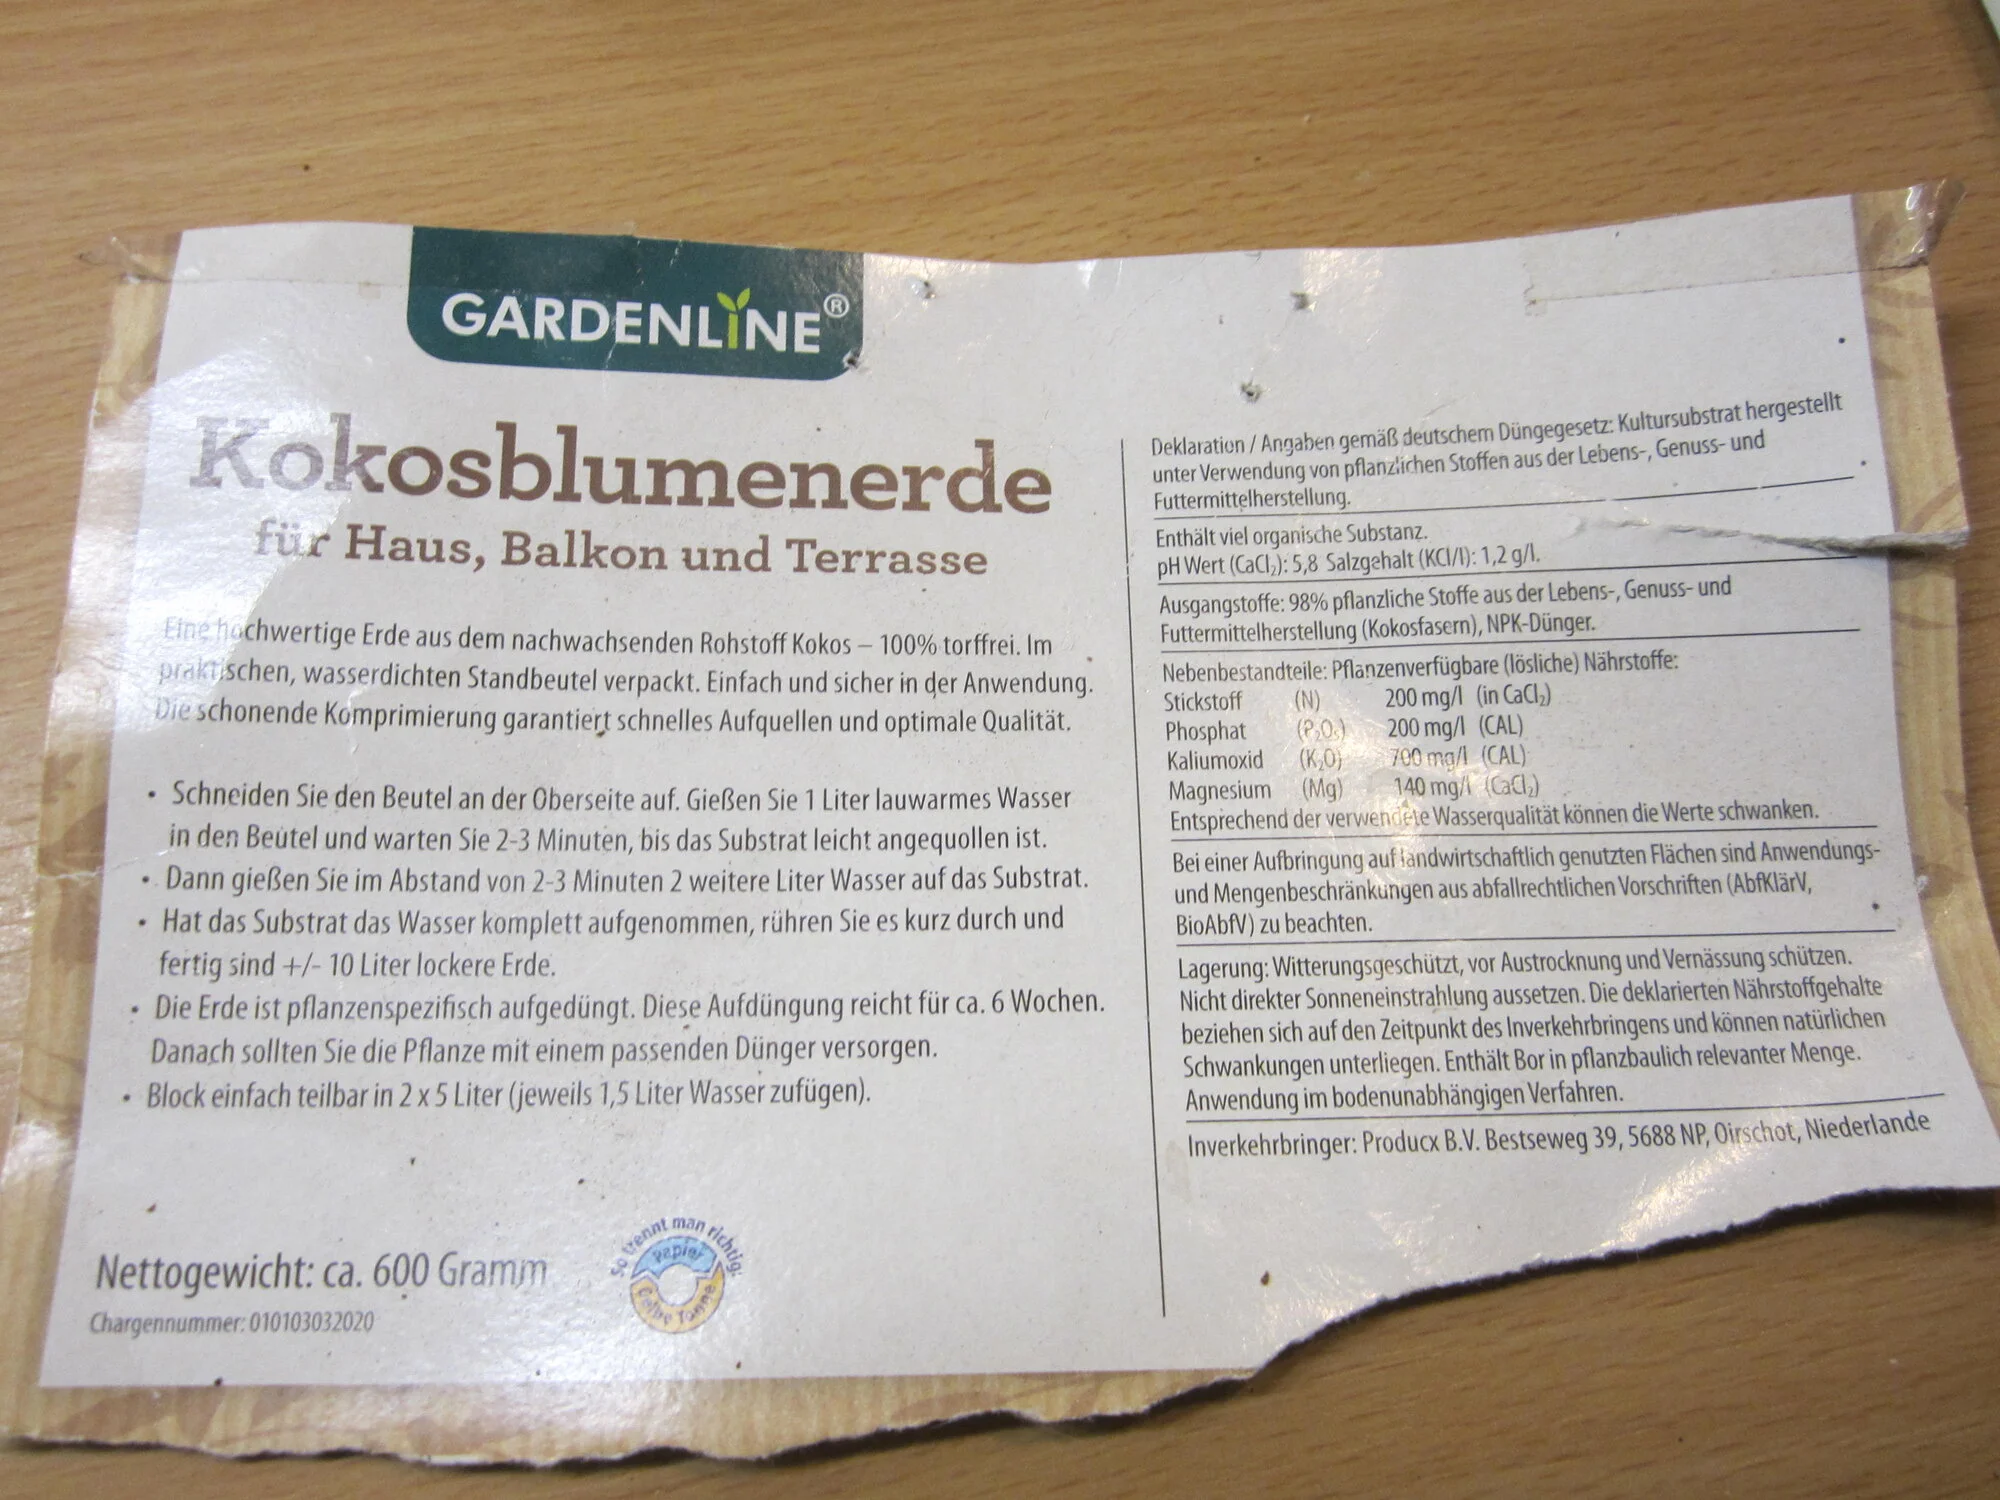 GARDENLINE®
Kokosblumenerde
für Haus, Balkon und Terrasse
Eine hochwertige Erde aus dem nachwachsenden Rohstoff Kokos – 100% torffrei. Im
praktischen, wasserdichten Standbeutel verpackt. Einfach und sicher in der Anwendung.
Die schonende Komprimierung garantiert schnelles Aufquellen und optimale Qualität.
• Schneiden Sie den Beutel an der Oberseite auf. Gießen Sie 1 Liter lauwarmes Wasser
in den Beutel und warten Sie 2-3 Minuten, bis das Substrat leicht angequollen ist.
• Dann gießen Sie im Abstand von 2-3 Minuten 2 weitere Liter Wasser auf das Substrat.
• Hat das Substrat das Wasser komplett aufgenommen, rühren Sie es kurz durch und
fertig sind +/- 10 Liter lockere Erde.
• Die Erde ist pflanzenspezifisch aufgedüngt. Diese Aufdüngung reicht für ca. 6 Wochen.
Danach sollten Sie die Pflanze mit einem passenden Dünger versorgen.
• Block einfach teilbar in 2 x 5 Liter (jeweils 1,5 Liter Wasser zufügen).
Nettogewicht: ca. 600 Gramm
Chargennummer: 010103032020
So trennt man richtig:
Papier
Gelbe Tonne
Deklaration / Angaben gemäß deutschem Düngegesetz: Kultursubstrat hergestellt
unter Verwendung von pflanzlichen Stoffen aus der Lebens-, Genuss- und
Futtermittelherstellung.
Enthält viel organische Substanz.
pH Wert (CaCl₂): 5,8 Salzgehalt (KCl/l): 1,2 g/l.
Ausgangstoffe: 98% pflanzliche Stoffe aus der Lebens-, Genuss- und
Futtermittelherstellung (Kokosfasern), NPK-Dünger.
Nebenbestandteile: Pflanzenverfügbare (lösliche) Nährstoffe:
Stickstoff (N) 200 mg/l (in CaCl₂)
Phosphat (P₂O₅) 200 mg/l (CAL)
Kaliumoxid (K₂O) 700 mg/l (CAL)
Magnesium (Mg) 140 mg/l (CaCl₂)
Entsprechend der verwendete Wasserqualität können die Werte schwanken.
Bei einer Aufbringung auf landwirtschaftlich genutzten Flächen sind Anwendungs-
und Mengenbeschränkungen aus abfallrechtlichen Vorschriften (AbfKlärV,
BioAbfV) zu beachten.
Lagerung: Witterungsgeschützt, vor Austrocknung und Vernässung schützen.
Nicht direkter Sonneneinstrahlung aussetzen. Die deklarierten Nährstoffgehalte
beziehen sich auf den Zeitpunkt des Inverkehrbringens und können natürlichen
Schwankungen unterliegen. Enthält Bor in pflanzbaulich relevanter Menge.
Anwendung im bodenunabhängigen Verfahren.
Inverkehrbringer: Producx B.V. Bestseweg 39, 5688 NP, Oirschot, Niederlande